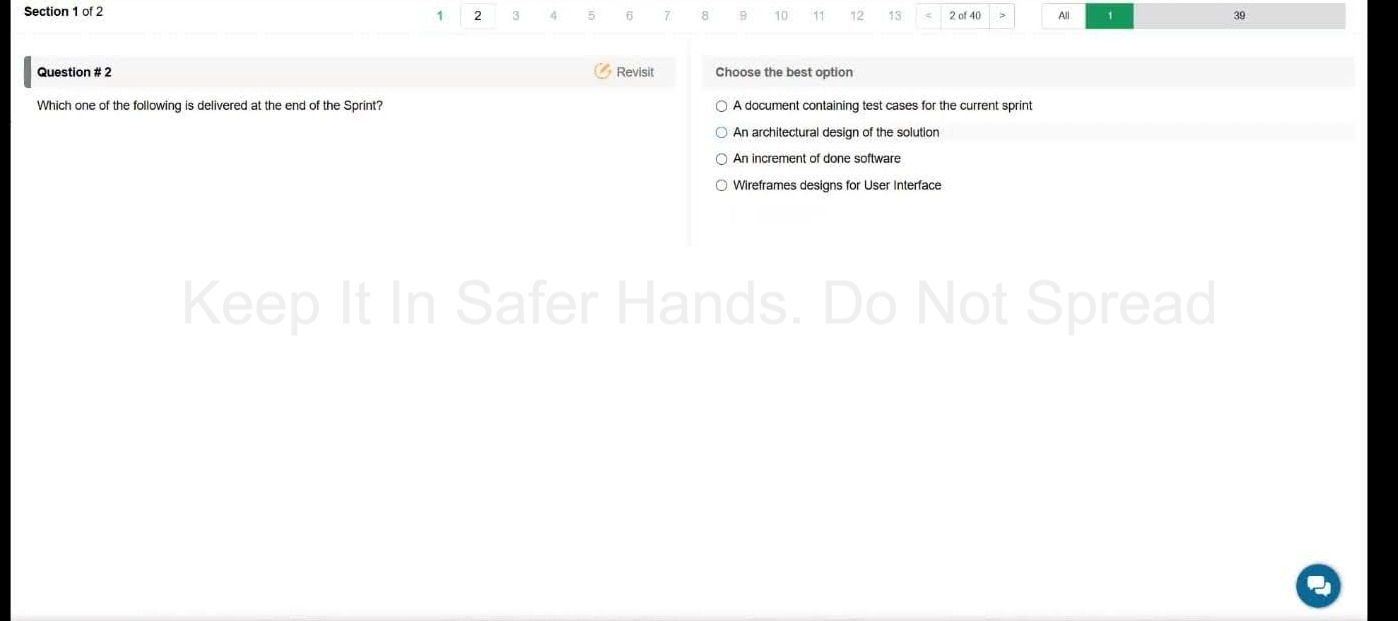 Section 1 of 2
1 2 3 4 5 6 7 8 9 10 11 12 13 < 2 of 40 > All 1 39
Question # 2
Revisit
Which one of the following is delivered at the end of the Sprint?
Choose the best option
A document containing test cases for the current sprint
An architectural design of the solution
An increment of done software
Wireframes designs for User Interface
Keep It In Safer Hands. Do Not Spread